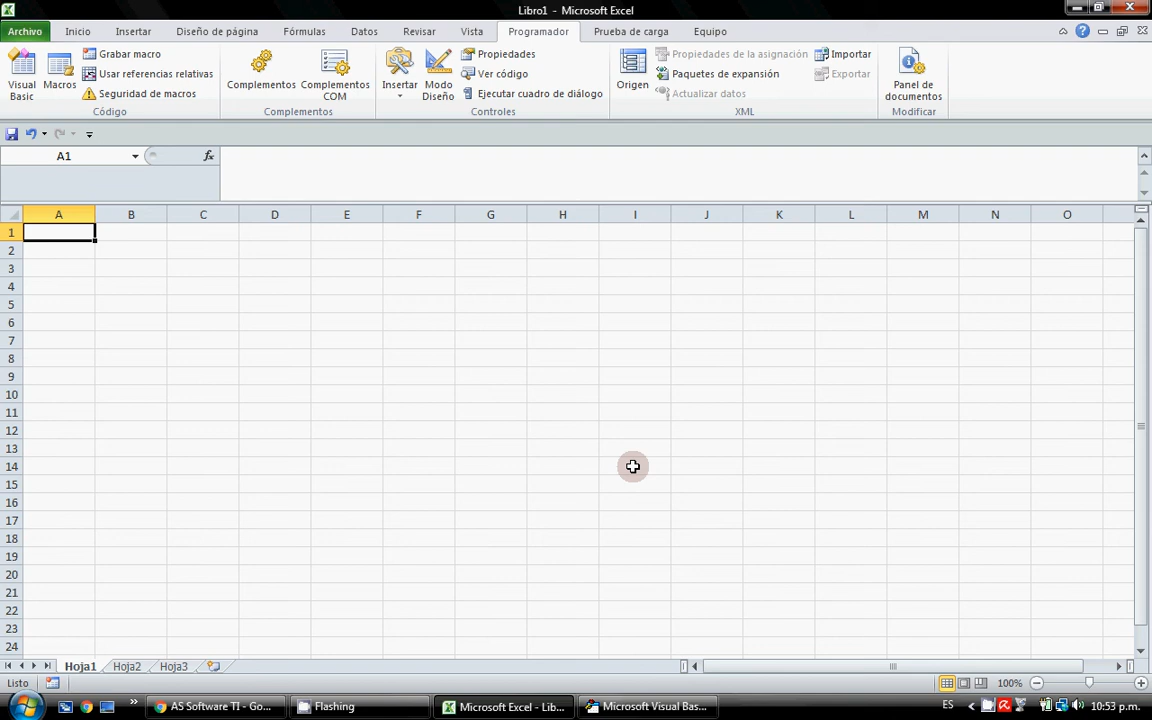 Libro1 - Microsoft Excel
Archivo Inicio Insertar Diseño de página Fórmulas Datos Revisar Vista Programador Prueba de carga Equipo
Visual Basic
Macros
Grabar macro
Usar referencias relativas
Seguridad de macros
Código
Complementos
Complementos COM
Complementos
Insertar
Modo Diseño
Propiedades
Ver código
Ejecutar cuadro de diálogo
Controles
Origen
Propiedades de la asignación
Paquetes de expansión
Actualizar datos
Importar
Exportar
XML
Panel de documentos
Modificar
A1 fx
A B C D E F G H I J K L M N O
1
2
3
4
5
6
7
8
9
10
11
12
13
14
15
16
17
18
19
20
21
22
23
24
Hoja1 Hoja2 Hoja3
Listo 100%
AS Software TI - Go... Flashing Microsoft Excel - Lib... Microsoft Visual Bas... ES 10:53 p.m.